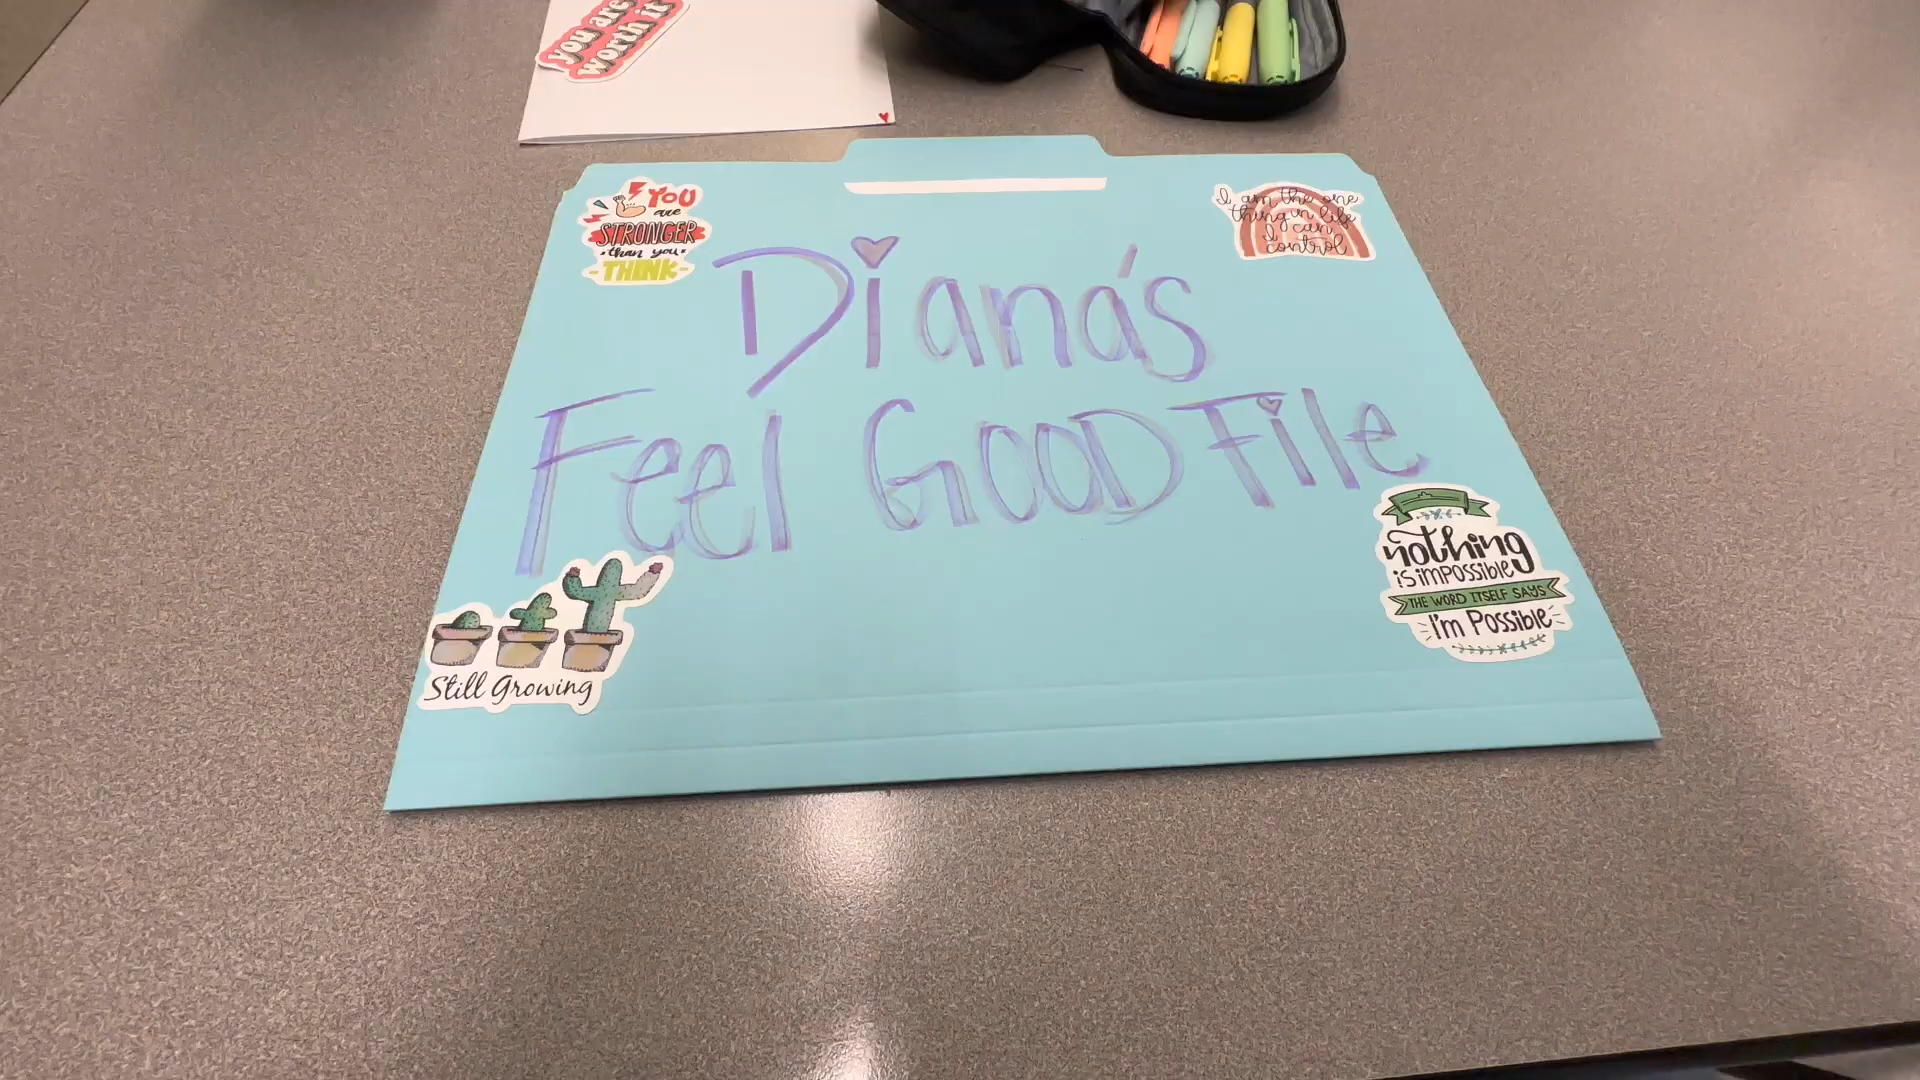 you are
worth it
YOU
are
STRONGER
than you
-THINK-
I am the one
thing in life
I can
control
Diana's
Feel GOOD File
nothing
is impossible
THE WORD ITSELF SAYS
I'm Possible
Still Growing